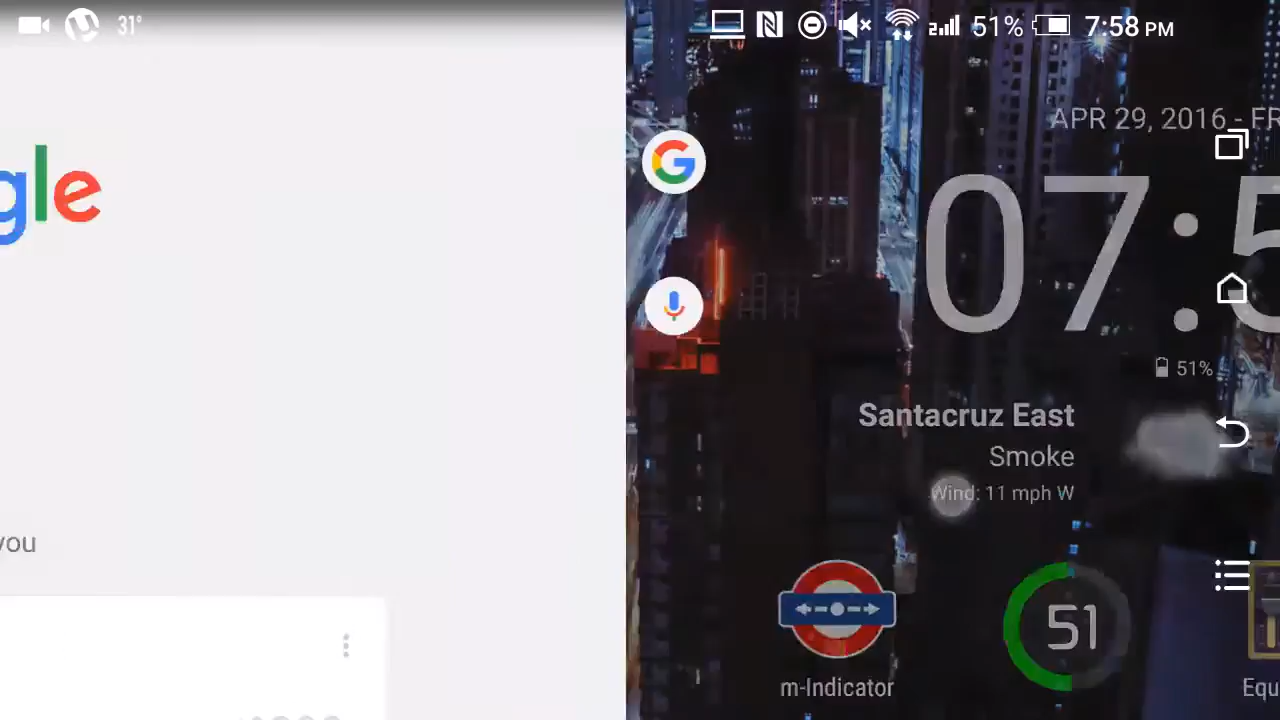 31°
2 51% 7:58 PM
gle
APR 29, 2016 - FR
07:5
51%
Santacruz East
Smoke
Wind: 11 mph W
you
51
m-Indicator
Equ